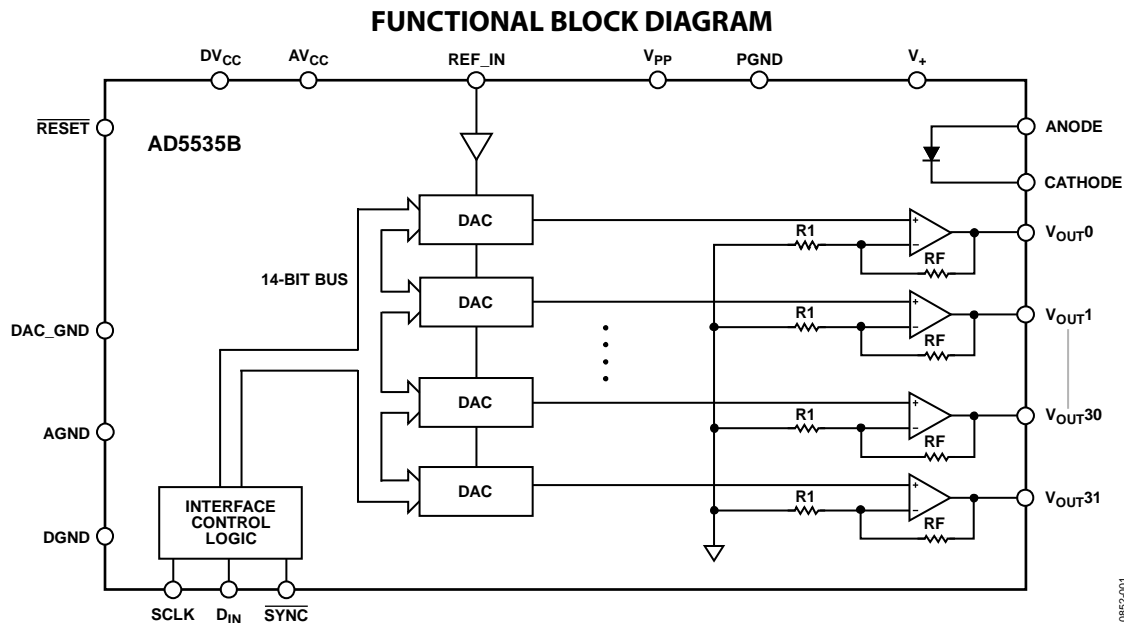 FUNCTIONAL BLOCK DIAGRAM
DVCC AVCC REF_IN VPP PGND V+
RESET
AD5535B
ANODE
CATHODE
DAC
R1
RF
VOUT0
14-BIT BUS
DAC
R1
RF
VOUT1
DAC_GND
DAC
R1
RF
VOUT30
AGND
DAC
R1
RF
VOUT31
INTERFACE
CONTROL
LOGIC
DGND
SCLK DIN SYNC